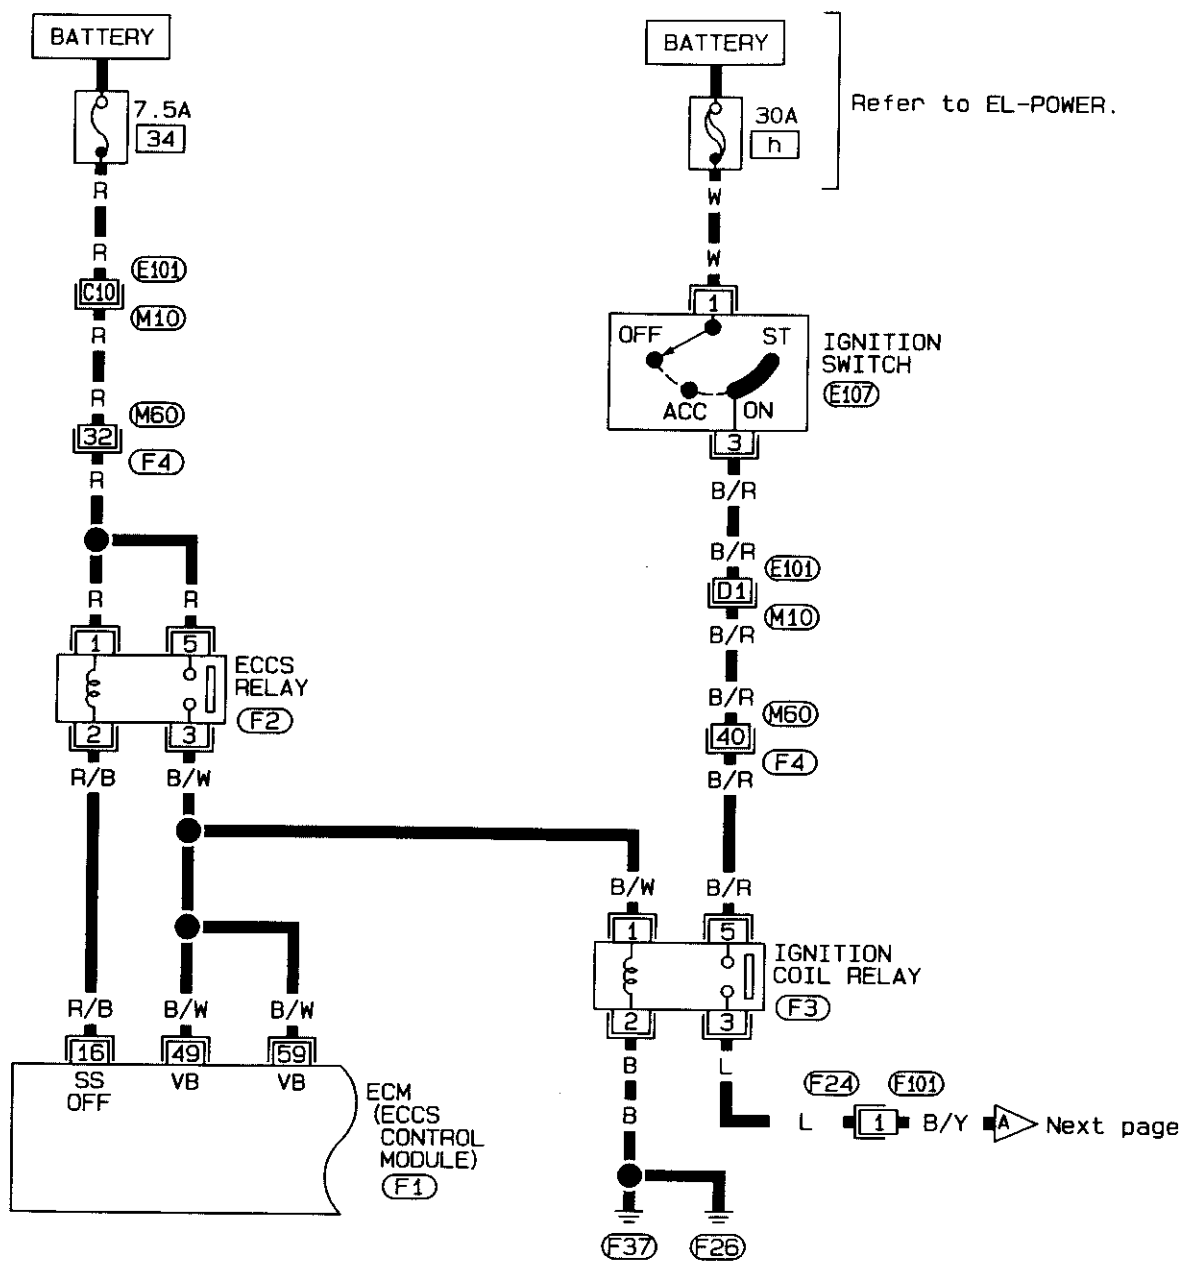 BATTERY
BATTERY
7.5A
34
30A
h
Refer to EL-POWER.
R
W
R
W
E101
C10
M10
1
R
OFF
ST
IGNITION
SWITCH
E107
ACC
ON
R
M60
32
F4
3
R
B/R
B/R
E101
D1
M10
R
R
B/R
1
5
ECCS
RELAY
F2
B/R
M60
40
F4
2
3
R/B
B/W
B/R
B/W
B/R
1
5
IGNITION
COIL RELAY
F3
2
3
R/B
B/W
B/W
16
49
59
SS
OFF
VB
VB
ECM
(ECCS
CONTROL
MODULE)
F1
B
L
B
F24
F101
L
1
B/Y
A
Next page
F37
F26